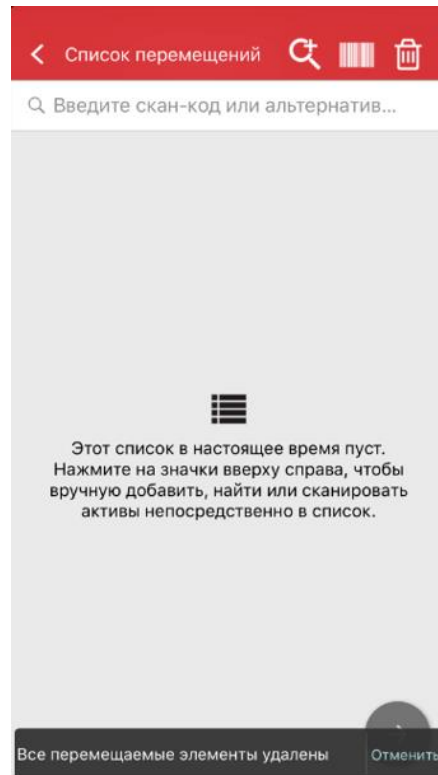 Список перемещений
Введите скан-код или альтернатив...
Этот список в настоящее время пуст.
Нажмите на значки вверху справа, чтобы
вручную добавить, найти или сканировать
активы непосредственно в список.
Все перемещаемые элементы удалены Отменить